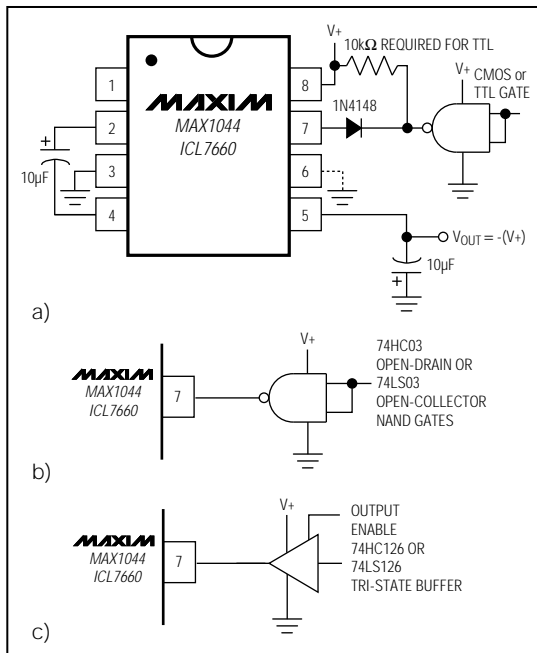 V+
10kΩ REQUIRED FOR TTL
V+
CMOS or
TTL GATE
1N4148
MAXIM
MAX1044
ICL7660
1
2
3
4
8
7
6
5
+
10µF
VOUT = -(V+)
10µF
+
a)
V+
MAXIM
MAX1044
ICL7660
7
74HC03
OPEN-DRAIN OR
74LS03
OPEN-COLLECTOR
NAND GATES
b)
V+
OUTPUT
ENABLE
MAXIM
MAX1044
ICL7660
7
74HC126 OR
74LS126
TRI-STATE BUFFER
c)